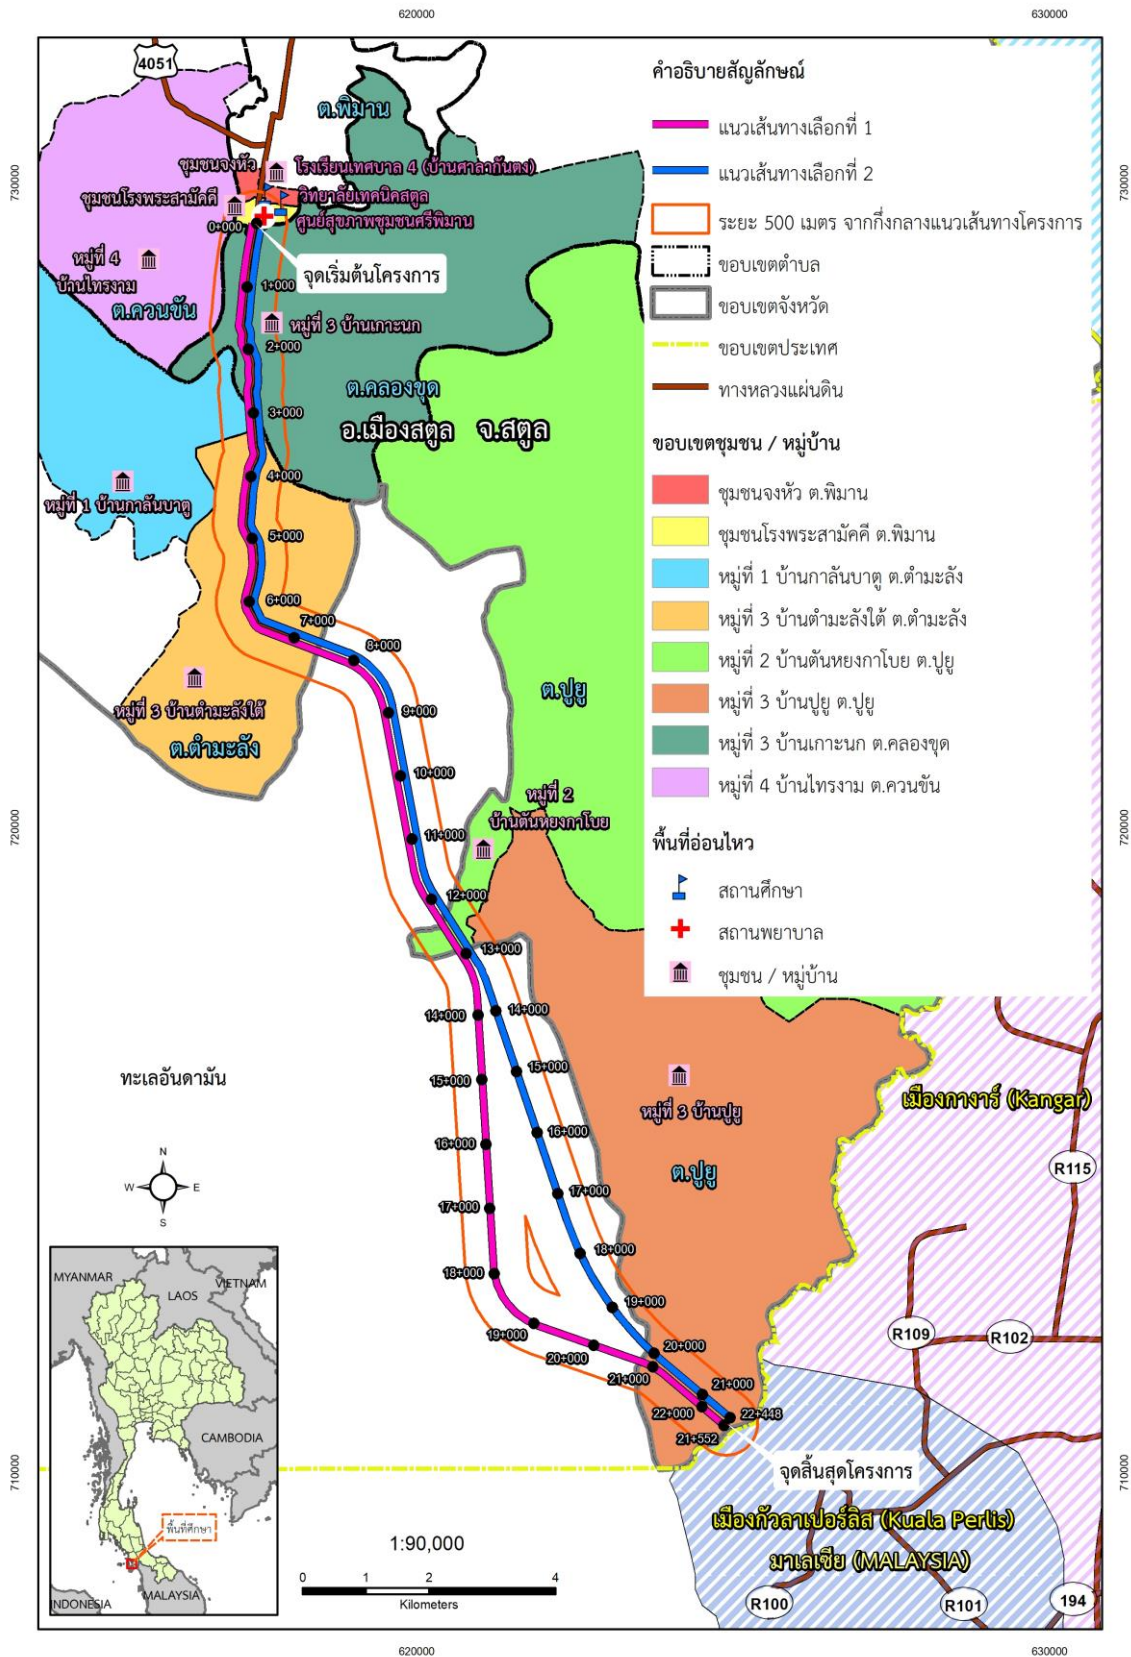 620000
630000
4051
ต.พิมาน
ชุมชนจงหัว
โรงเรียนเทศบาล 4 (บ้านศาลากันตง)
วิทยาลัยเทคนิคสตูล
ชุมชนโรงพระสามัคคี
ศูนย์สุขภาพชุมชนศรีพิมาน
0+000
จุดเริ่มต้นโครงการ
หมู่ที่ 4
บ้านไทรงาม
ต.ควนขัน
1+000
หมู่ที่ 3 บ้านเกาะนก
2+000
ต.คลองขุด
3+000
อ.เมืองสตูล จ.สตูล
4+000
หมู่ที่ 1 บ้านกาลันบาตู
5+000
6+000
7+000
8+000
หมู่ที่ 3 บ้านตำมะลังใต้
ต.ตำมะลัง
ต.ปูยู
9+000
10+000
หมู่ที่ 2
บ้านตันหยงกาโบย
11+000
12+000
13+000
14+000
14+000
15+000
15+000
16+000
16+000
17+000
17+000
18+000
18+000
19+000
19+000
20+000
20+000
21+000
21+000
22+000
22+448
21+552
จุดสิ้นสุดโครงการ
หมู่ที่ 3 บ้านปูยู
ต.ปูยู
ทะเลอันดามัน
เมืองกางาร์ (Kangar)
R115
R109
R102
เมืองกัวลาเปอร์ลิส (Kuala Perlis)
มาเลเซีย (MALAYSIA)
R100
R101
194
คำอธิบายสัญลักษณ์
แนวเส้นทางเลือกที่ 1
แนวเส้นทางเลือกที่ 2
ระยะ 500 เมตร จากกึ่งกลางแนวเส้นทางโครงการ
ขอบเขตตำบล
ขอบเขตจังหวัด
ขอบเขตประเทศ
ทางหลวงแผ่นดิน
ขอบเขตชุมชน / หมู่บ้าน
ชุมชนจงหัว ต.พิมาน
ชุมชนโรงพระสามัคคี ต.พิมาน
หมู่ที่ 1 บ้านกาลันบาตู ต.ตำมะลัง
หมู่ที่ 3 บ้านตำมะลังใต้ ต.ตำมะลัง
หมู่ที่ 2 บ้านตันหยงกาโบย ต.ปูยู
หมู่ที่ 3 บ้านปูยู ต.ปูยู
หมู่ที่ 3 บ้านเกาะนก ต.คลองขุด
หมู่ที่ 4 บ้านไทรงาม ต.ควนขัน
พื้นที่อ่อนไหว
สถานศึกษา
สถานพยาบาล
ชุมชน / หมู่บ้าน
730000
730000
720000
720000
710000
710000
N
W
E
S
MYANMAR
VIETNAM
LAOS
CAMBODIA
พื้นที่ศึกษา
MALAYSIA
INDONESIA
1:90,000
0 1 2 4
Kilometers
620000
630000